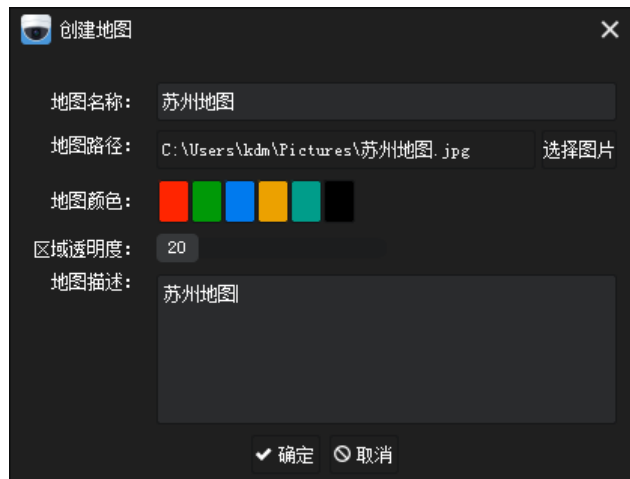 创建地图
地图名称: 苏州地图
地图路径: C:\Users\kdm\Pictures\苏州地图.jpg 选择图片
地图颜色:
区域透明度: 20
地图描述: 苏州地图
确定 取消